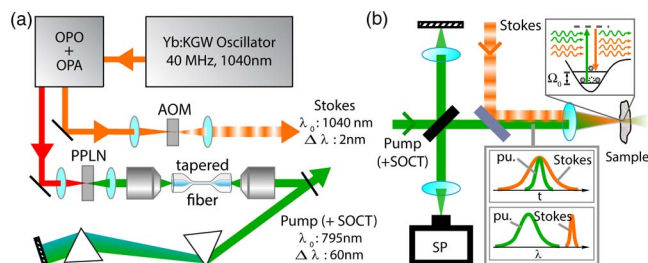 (a)
OPO
+
OPA
Yb:KGW Oscillator
40 MHz, 1040nm
AOM
Stokes
λ0: 1040 nm
Δ λ: 2nm
PPLN
tapered
fiber
Pump (+ SOCT)
λ0: 795nm
Δ λ: 60nm
(b)
Stokes
Ω0
Pump
(+SOCT)
Sample
pu.
Stokes
t
pu.
Stokes
λ
SP